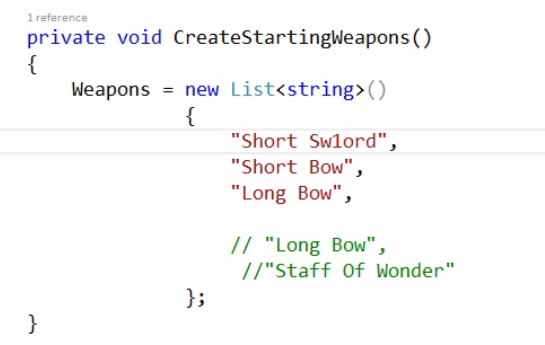 1 reference
private void CreateStartingWeapons()
{
Weapons = new List<string>()
{
"Short Sw1ord",
"Short Bow",
"Long Bow",
// "Long Bow",
//"Staff Of Wonder"
};
}